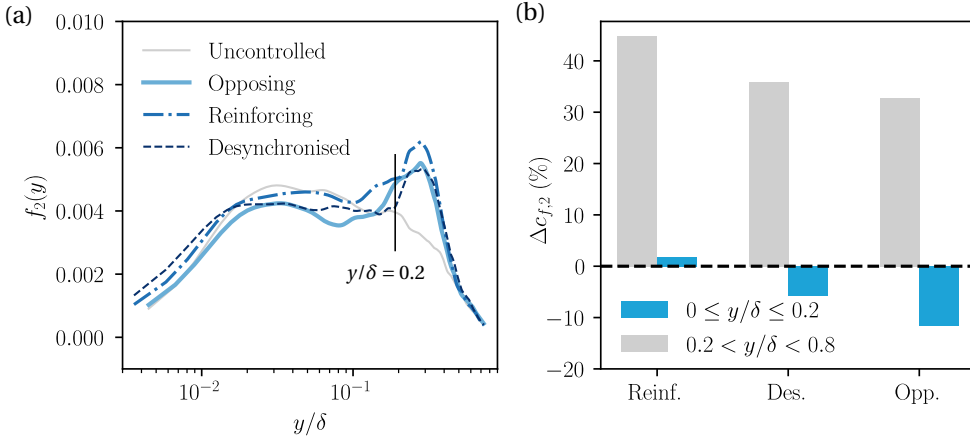 (a)
0.010
0.008
0.006
0.004
0.002
0.000
f₂(y)
Uncontrolled
Opposing
Reinforcing
Desynchronised
y/δ = 0.2
10⁻²
10⁻¹
y/δ
(b)
40
30
20
10
0
−10
−20
Δc_{f,2} (%)
0 ≤ y/δ ≤ 0.2
0.2 < y/δ < 0.8
Reinf.
Des.
Opp.